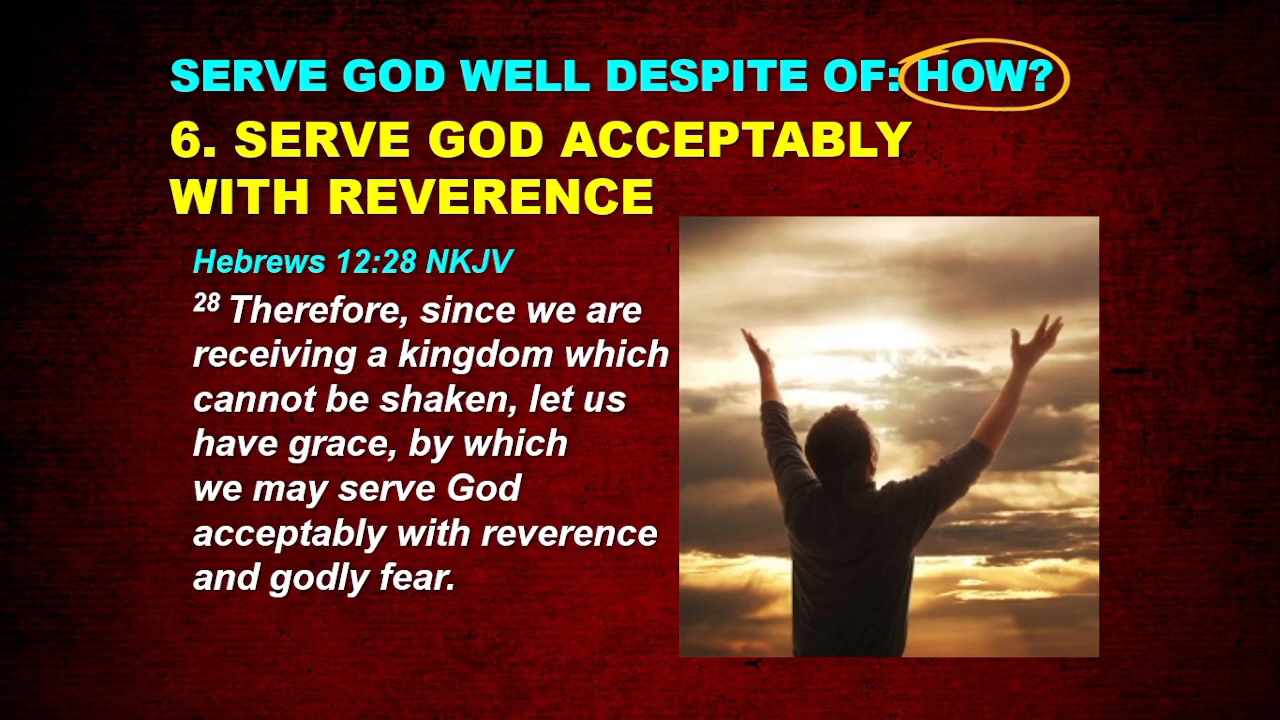 SERVE GOD WELL DESPITE OF: HOW?
6. SERVE GOD ACCEPTABLY
WITH REVERENCE
Hebrews 12:28 NKJV
28 Therefore, since we are
receiving a kingdom which
cannot be shaken, let us
have grace, by which
we may serve God
acceptably with reverence
and godly fear.